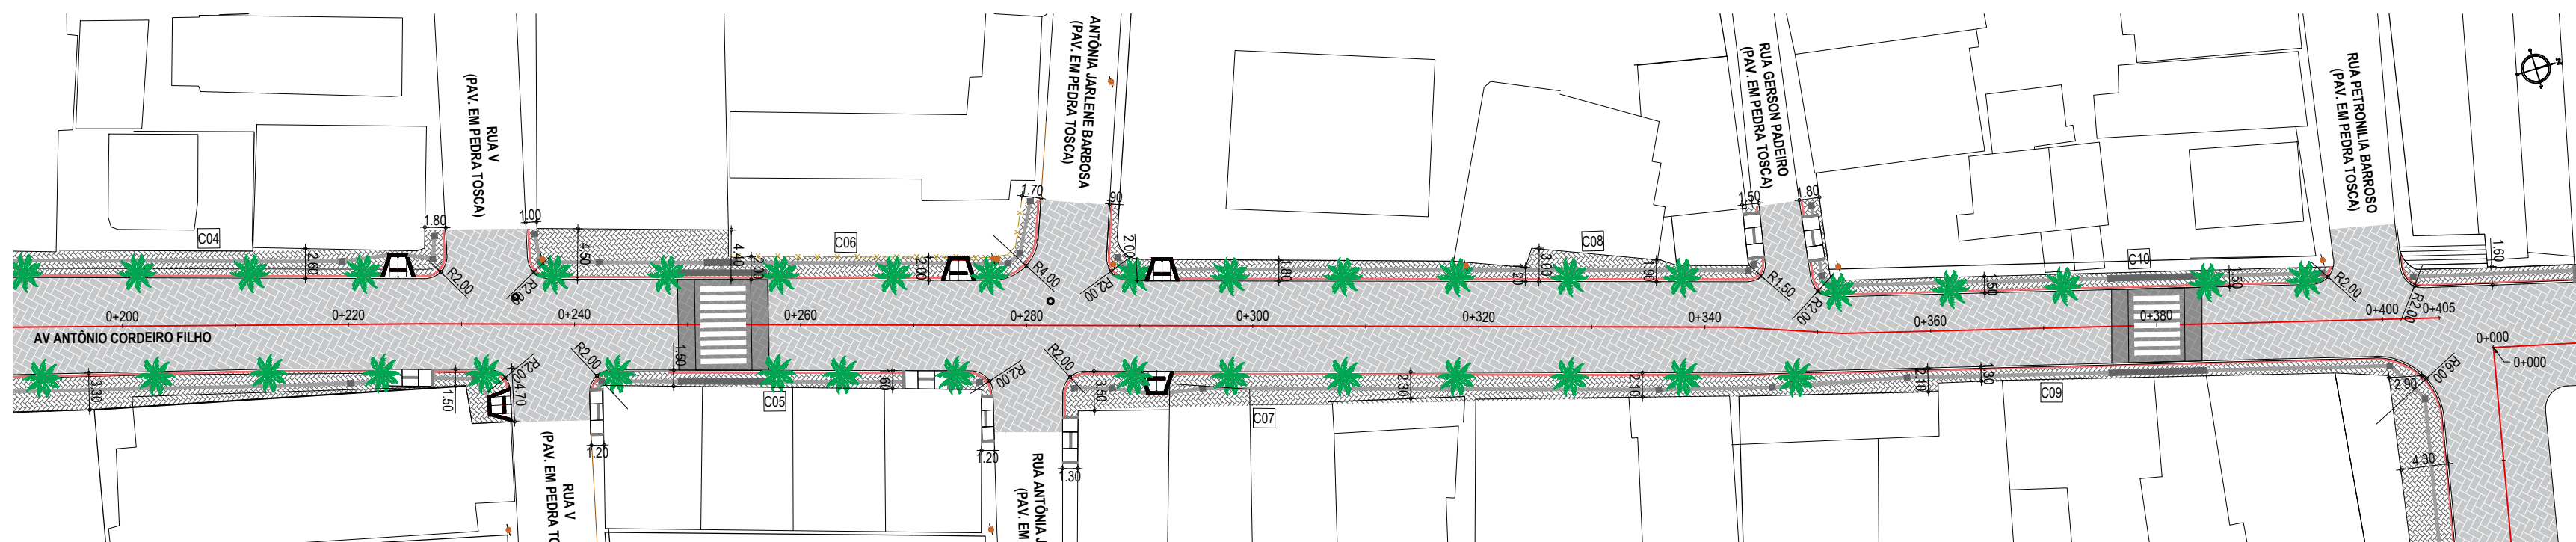 RUA V
(PAV. EM PEDRA TOSCA)
ANTÔNIA JARLENE BARBOSA
(PAV. EM PEDRA TOSCA)
RUA GERSON PADEIRO
(PAV. EM PEDRA TOSCA)
RUA PETRONILIA BARROSO
(PAV. EM PEDRA TOSCA)
N
C04
C06
C08
C10
1.80
1.00
1.70
.90
1.50
1.80
2.60
4.50
4.40
2.00
2.00
2.00
1.80
1.20
3.00
1.90
1.50
1.50
1.60
R2.00
R4.00
R2.00
R1.50
R2.00
R2.00
R2.00
0+200
0+220
0+240
0+260
0+280
0+300
0+320
0+340
0+360
0+380
0+400
0+405
0+000
0+000
AV ANTÔNIO CORDEIRO FILHO
3.30
1.50
R2.00
4.70
R2.00
1.50
1.60
R2.00
R2.00
3.50
2.30
2.10
2.10
1.30
2.90
R6.00
4.30
C05
C07
C09
1.20
1.20
1.30
RUA V
(PAV. EM PEDRA TO
RUA ANTÔNIA J
(PAV. EM